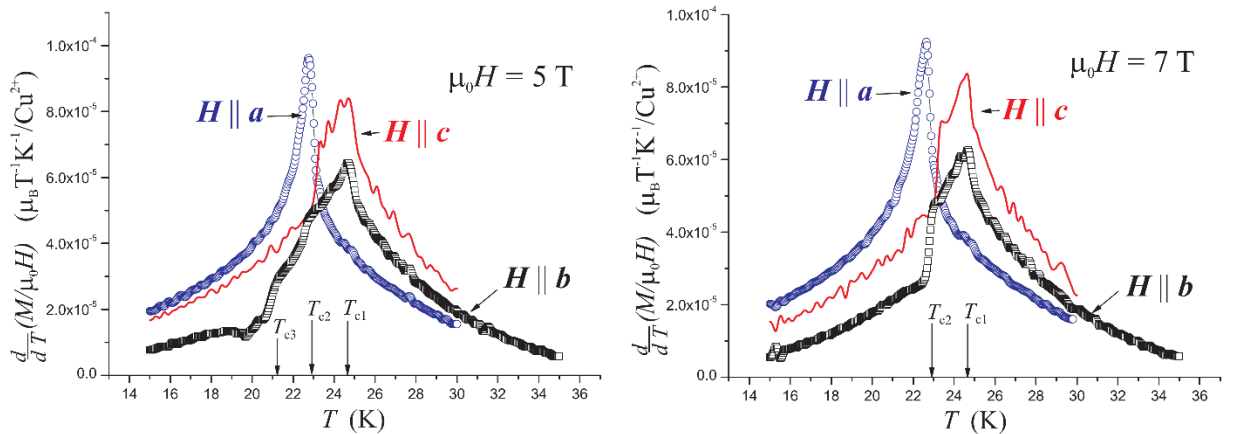 1.0x10⁻⁴
8.0x10⁻⁵
6.0x10⁻⁵
4.0x10⁻⁵
2.0x10⁻⁵
0.0
d/dT (M/μ₀H) (μ_B T⁻¹K⁻¹/Cu²⁺)
μ₀H = 5 T
H || a
H || c
H || b
T_c3
T_c2
T_c1
14 16 18 20 22 24 26 28 30 32 34 36
T (K)
1.0x10⁻⁴
8.0x10⁻⁵
6.0x10⁻⁵
4.0x10⁻⁵
2.0x10⁻⁵
0.0
d/dT (M/μ₀H) (μ_B T⁻¹K⁻¹/Cu²⁺)
μ₀H = 7 T
H || a
H || c
H || b
T_c2
T_c1
14 16 18 20 22 24 26 28 30 32 34 36
T (K)